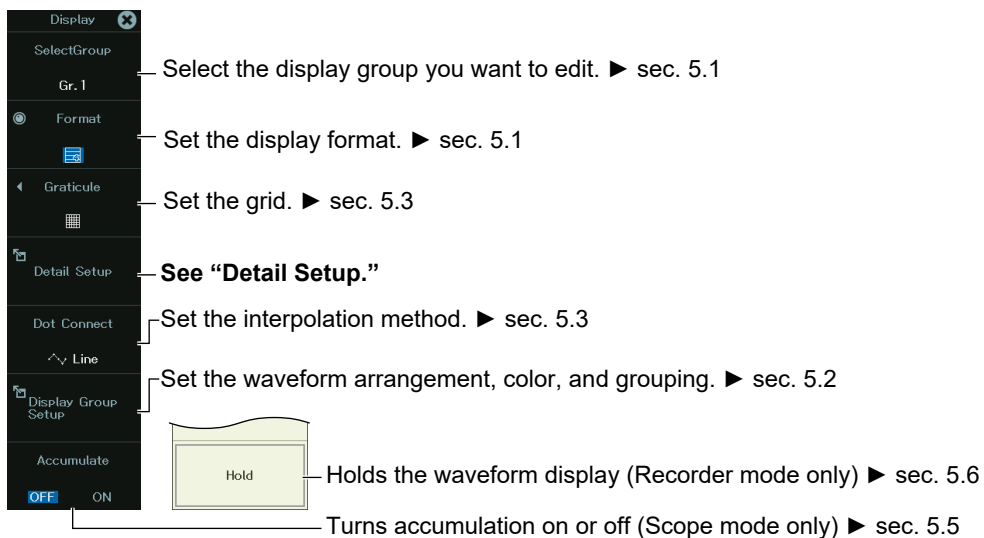 Display
SelectGroup
Gr.1
Select the display group you want to edit. ► sec. 5.1
Format
Set the display format. ► sec. 5.1
Graticule
Set the grid. ► sec. 5.3
Detail Setup
See “Detail Setup.”
Dot Connect
Line
Set the interpolation method. ► sec. 5.3
Display Group
Setup
Set the waveform arrangement, color, and grouping. ► sec. 5.2
Accumulate
OFF ON
Hold
Holds the waveform display (Recorder mode only) ► sec. 5.6
Turns accumulation on or off (Scope mode only) ► sec. 5.5